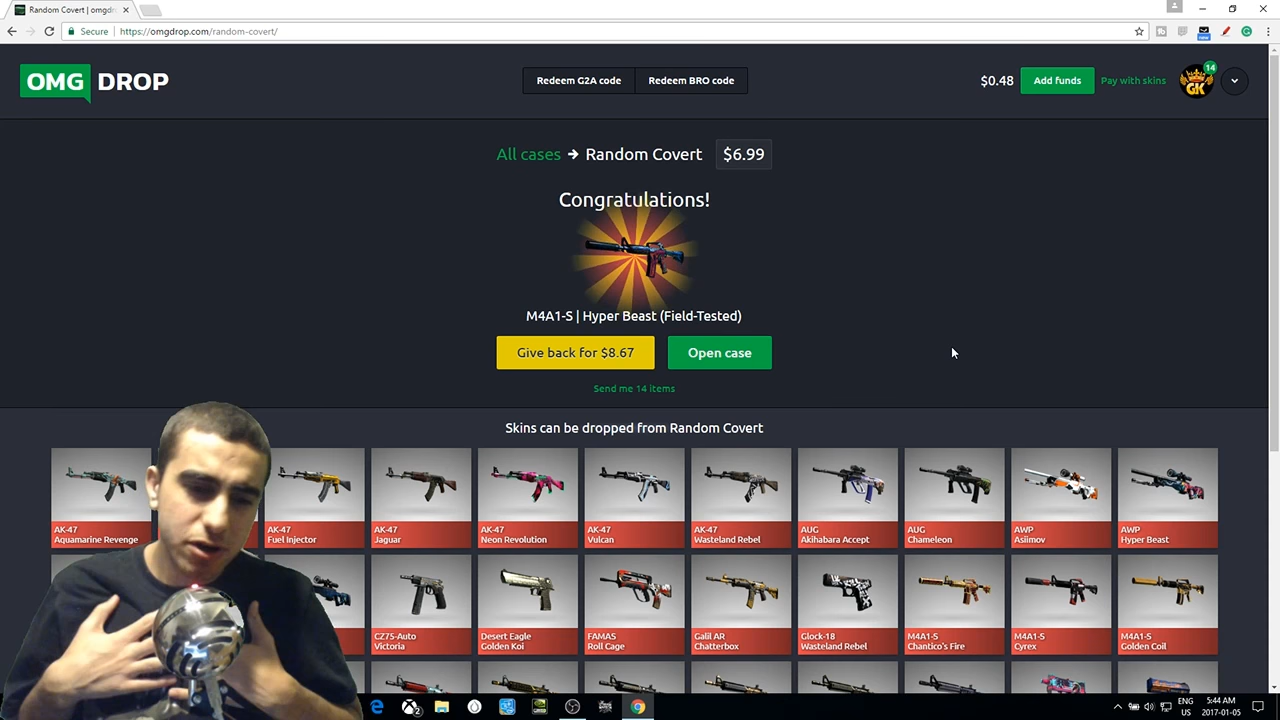 Random Covert | omgd
Secure
https://omgdrop.com/random-covert/
OMG DROP
Redeem G2A code
Redeem BRO code
$0.48
Add funds
Pay with skins
GK
14
All cases → Random Covert $6.99
Congratulations!
M4A1-S | Hyper Beast (Field-Tested)
Give back for $8.67
Open case
Send me 14 items
Skins can be dropped from Random Covert
AK-47
Aquamarine Revenge
AK-47
Fuel Injector
AK-47
Jaguar
AK-47
Neon Revolution
AK-47
Vulcan
AK-47
Wasteland Rebel
AUG
Akihabara Accept
AUG
Chameleon
AWP
Asiimov
AWP
Hyper Beast
CZ75-Auto
Victoria
Desert Eagle
Golden Koi
FAMAS
Roll Cage
Galil AR
Chatterbox
Glock-18
Wasteland Rebel
M4A1-S
Chantico's Fire
M4A1-S
Cyrex
M4A1-S
Golden Coil
2
ENG
US
5:44 AM
2017-01-05